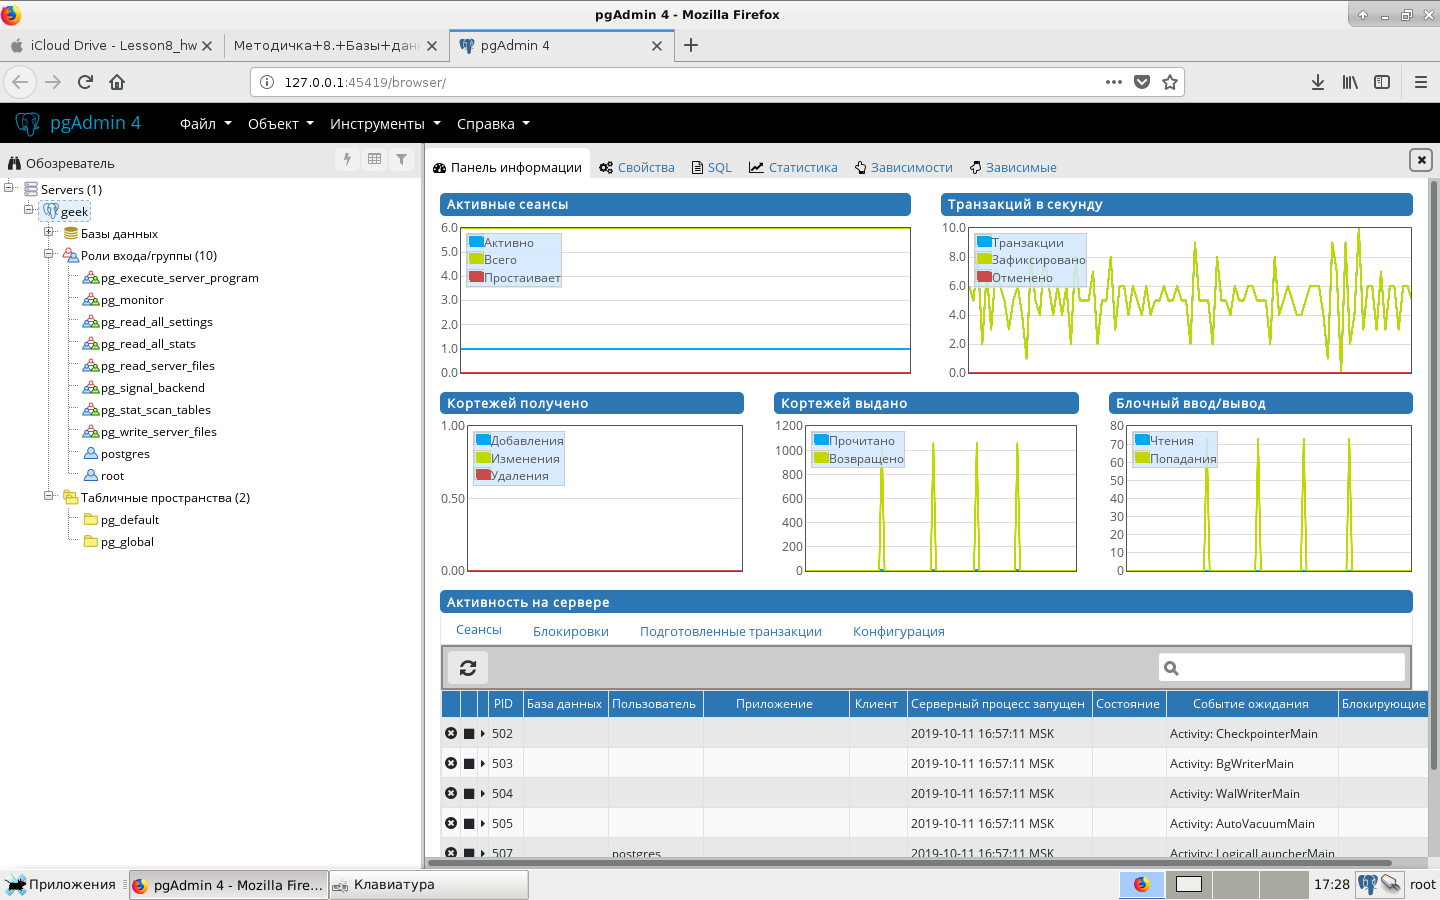 pgAdmin 4 - Mozilla Firefox
iCloud Drive - Lesson8_hw
Методичка+8.+Базы+дан
pgAdmin 4
127.0.0.1:45419/browser/
pgAdmin 4
Файл
Объект
Инструменты
Справка
Обозреватель
Servers (1)
geek
Базы данных
Роли входа/группы (10)
pg_execute_server_program
pg_monitor
pg_read_all_settings
pg_read_all_stats
pg_read_server_files
pg_signal_backend
pg_stat_scan_tables
pg_write_server_files
postgres
root
Табличные пространства (2)
pg_default
pg_global
Панель информации
Свойства
SQL
Статистика
Зависимости
Зависимые
Активные сеансы
6.0
5.0
4.0
3.0
2.0
1.0
0.0
Активно
Всего
Простаивает
Транзакций в секунду
10.0
8.0
6.0
4.0
2.0
0.0
Транзакции
Зафиксировано
Отменено
Кортежей получено
1.00
0.50
0.00
Добавления
Изменения
Удаления
Кортежей выдано
1200
1000
800
600
400
200
0
Прочитано
Возвращено
Блочный ввод/вывод
80
70
60
50
40
30
20
10
0
Чтения
Попадания
Активность на сервере
Сеансы
Блокировки
Подготовленные транзакции
Конфигурация
PID База данных Пользователь Приложение Клиент Серверный процесс запущен Состояние Событие ожидания Блокирующие
502 2019-10-11 16:57:11 MSK Activity: CheckpointerMain
503 2019-10-11 16:57:11 MSK Activity: BgWriterMain
504 2019-10-11 16:57:11 MSK Activity: WalWriterMain
505 2019-10-11 16:57:11 MSK Activity: AutoVacuumMain
507 postgres 2019-10-11 16:57:11 MSK Activity: LogicalLauncherMain
Приложения
pgAdmin 4 - Mozilla Fire...
Клавиатура
17:28
root